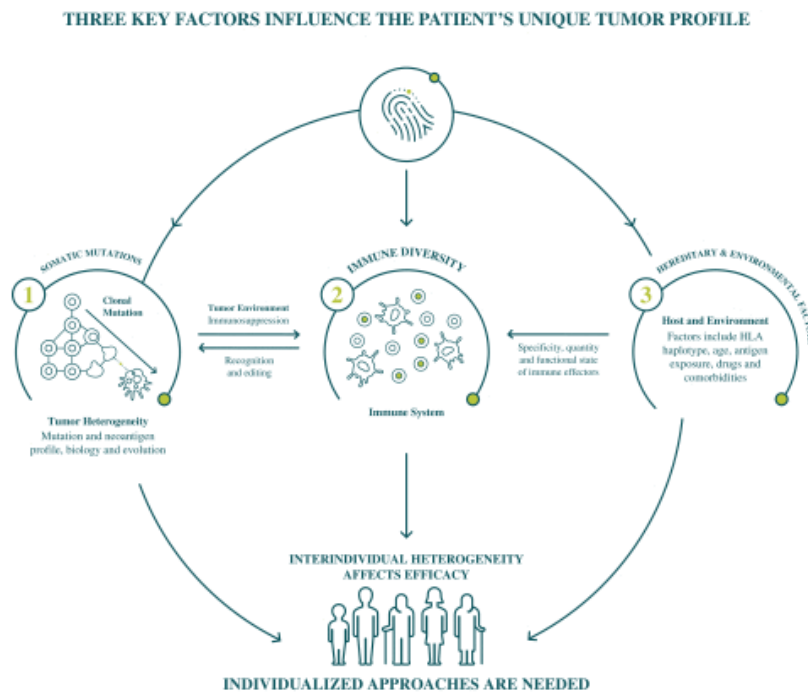 THREE KEY FACTORS INFLUENCE THE PATIENT'S UNIQUE TUMOR PROFILE
SOMATIC MUTATIONS
1
Clonal
Mutation
Tumor Heterogeneity
Mutation and neoantigen
profile, biology and evolution
Tumor Environment
Immunosuppression
Recognition
and editing
IMMUNE DIVERSITY
2
Immune System
Specificity, quantity
and functional state
of immune effectors
HEREDITARY & ENVIRONMENTAL
3
Host and Environment
Factors include HLA
haplotype, age, antigen
exposure, drugs and
comorbidities
INTERINDIVIDUAL HETEROGENEITY
AFFECTS EFFICACY
INDIVIDUALIZED APPROACHES ARE NEEDED